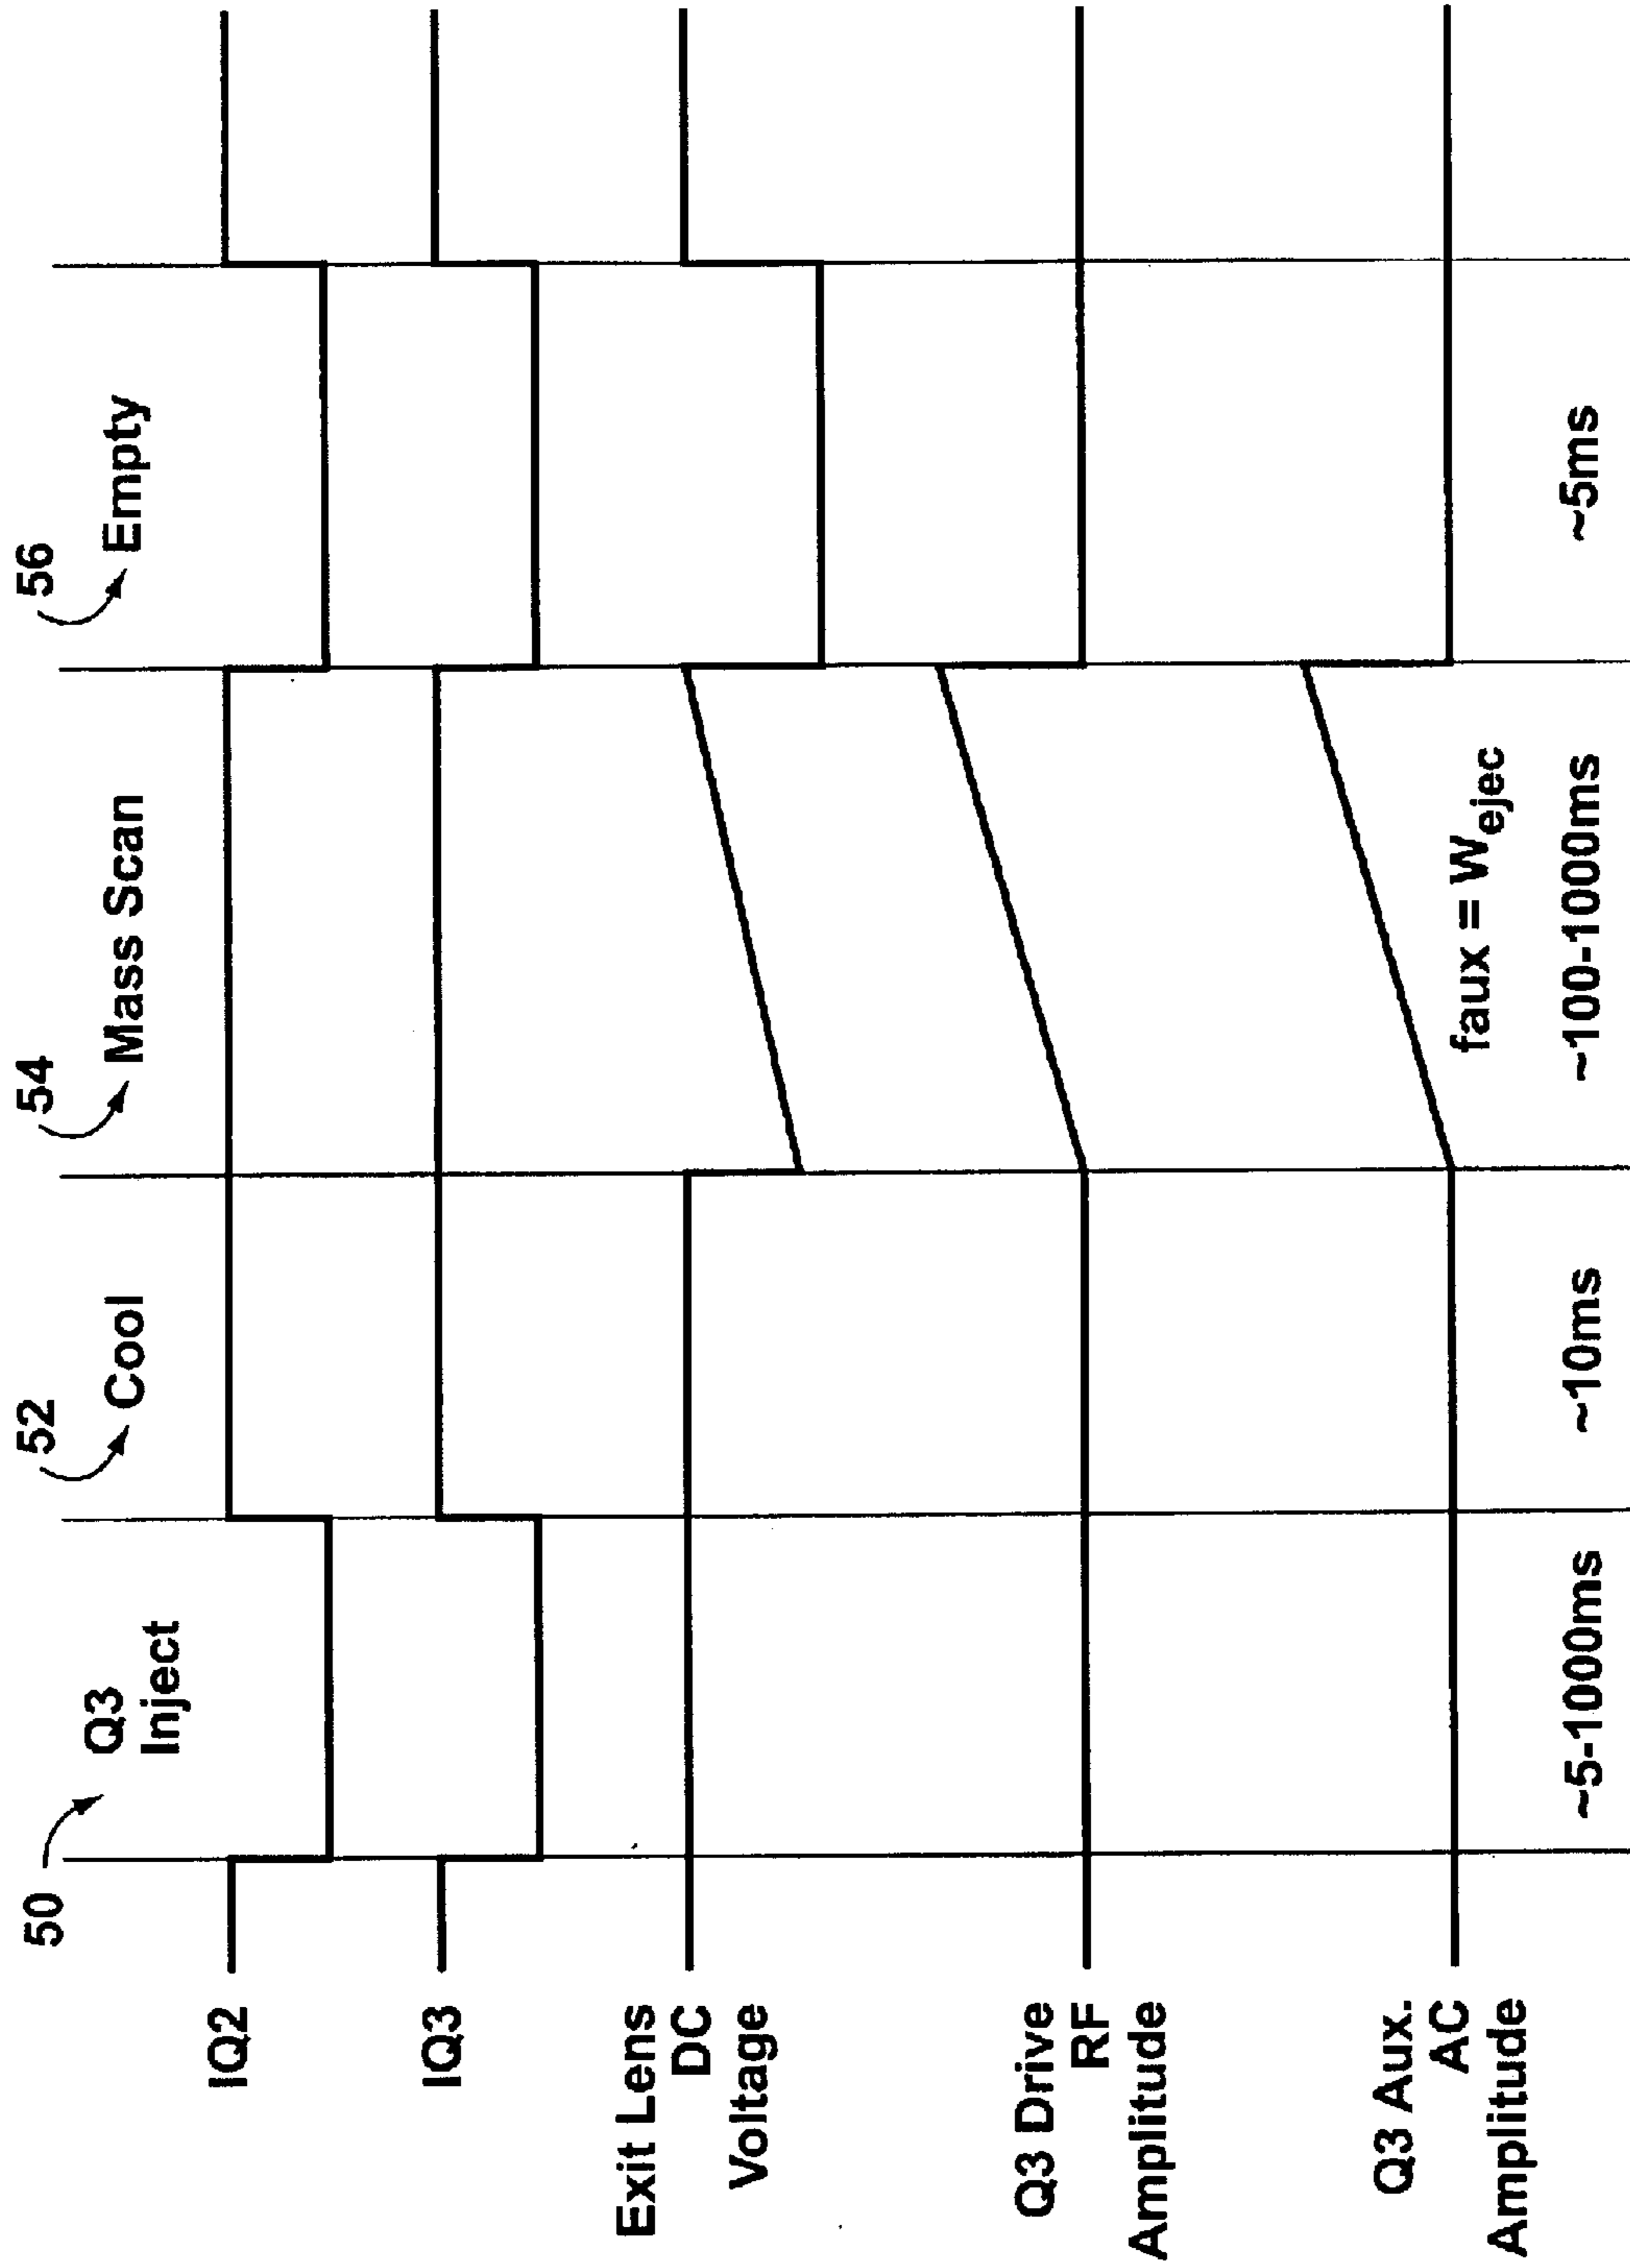 50
Q3
Inject
52
Cool
54
Mass Scan
56
Empty
IQ2
IQ3
Exit Lens
DC
Voltage
Q3 Drive
RF
Amplitude
Q3 Aux.
AC
Amplitude
faux = Wejec
~5-1000ms
~10ms
~100-1000ms
~5ms